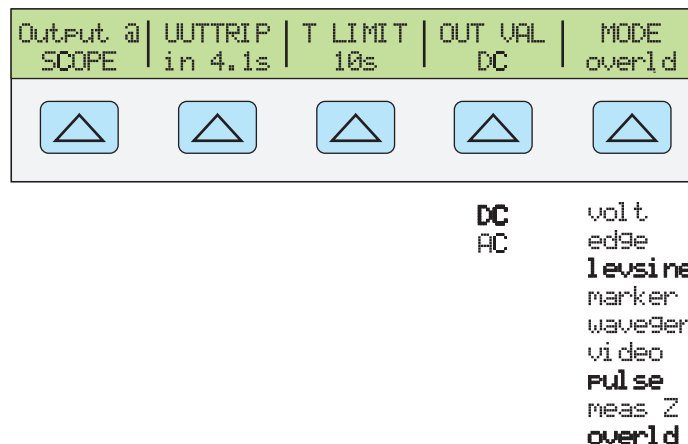 Output @ UUTTRIP T LIMIT OUT VAL MODE
SCOPE in 4.1s 10s DC overld
DC
AC
volt
edge
levsine
marker
waveger
video
pulse
meas Z
overld